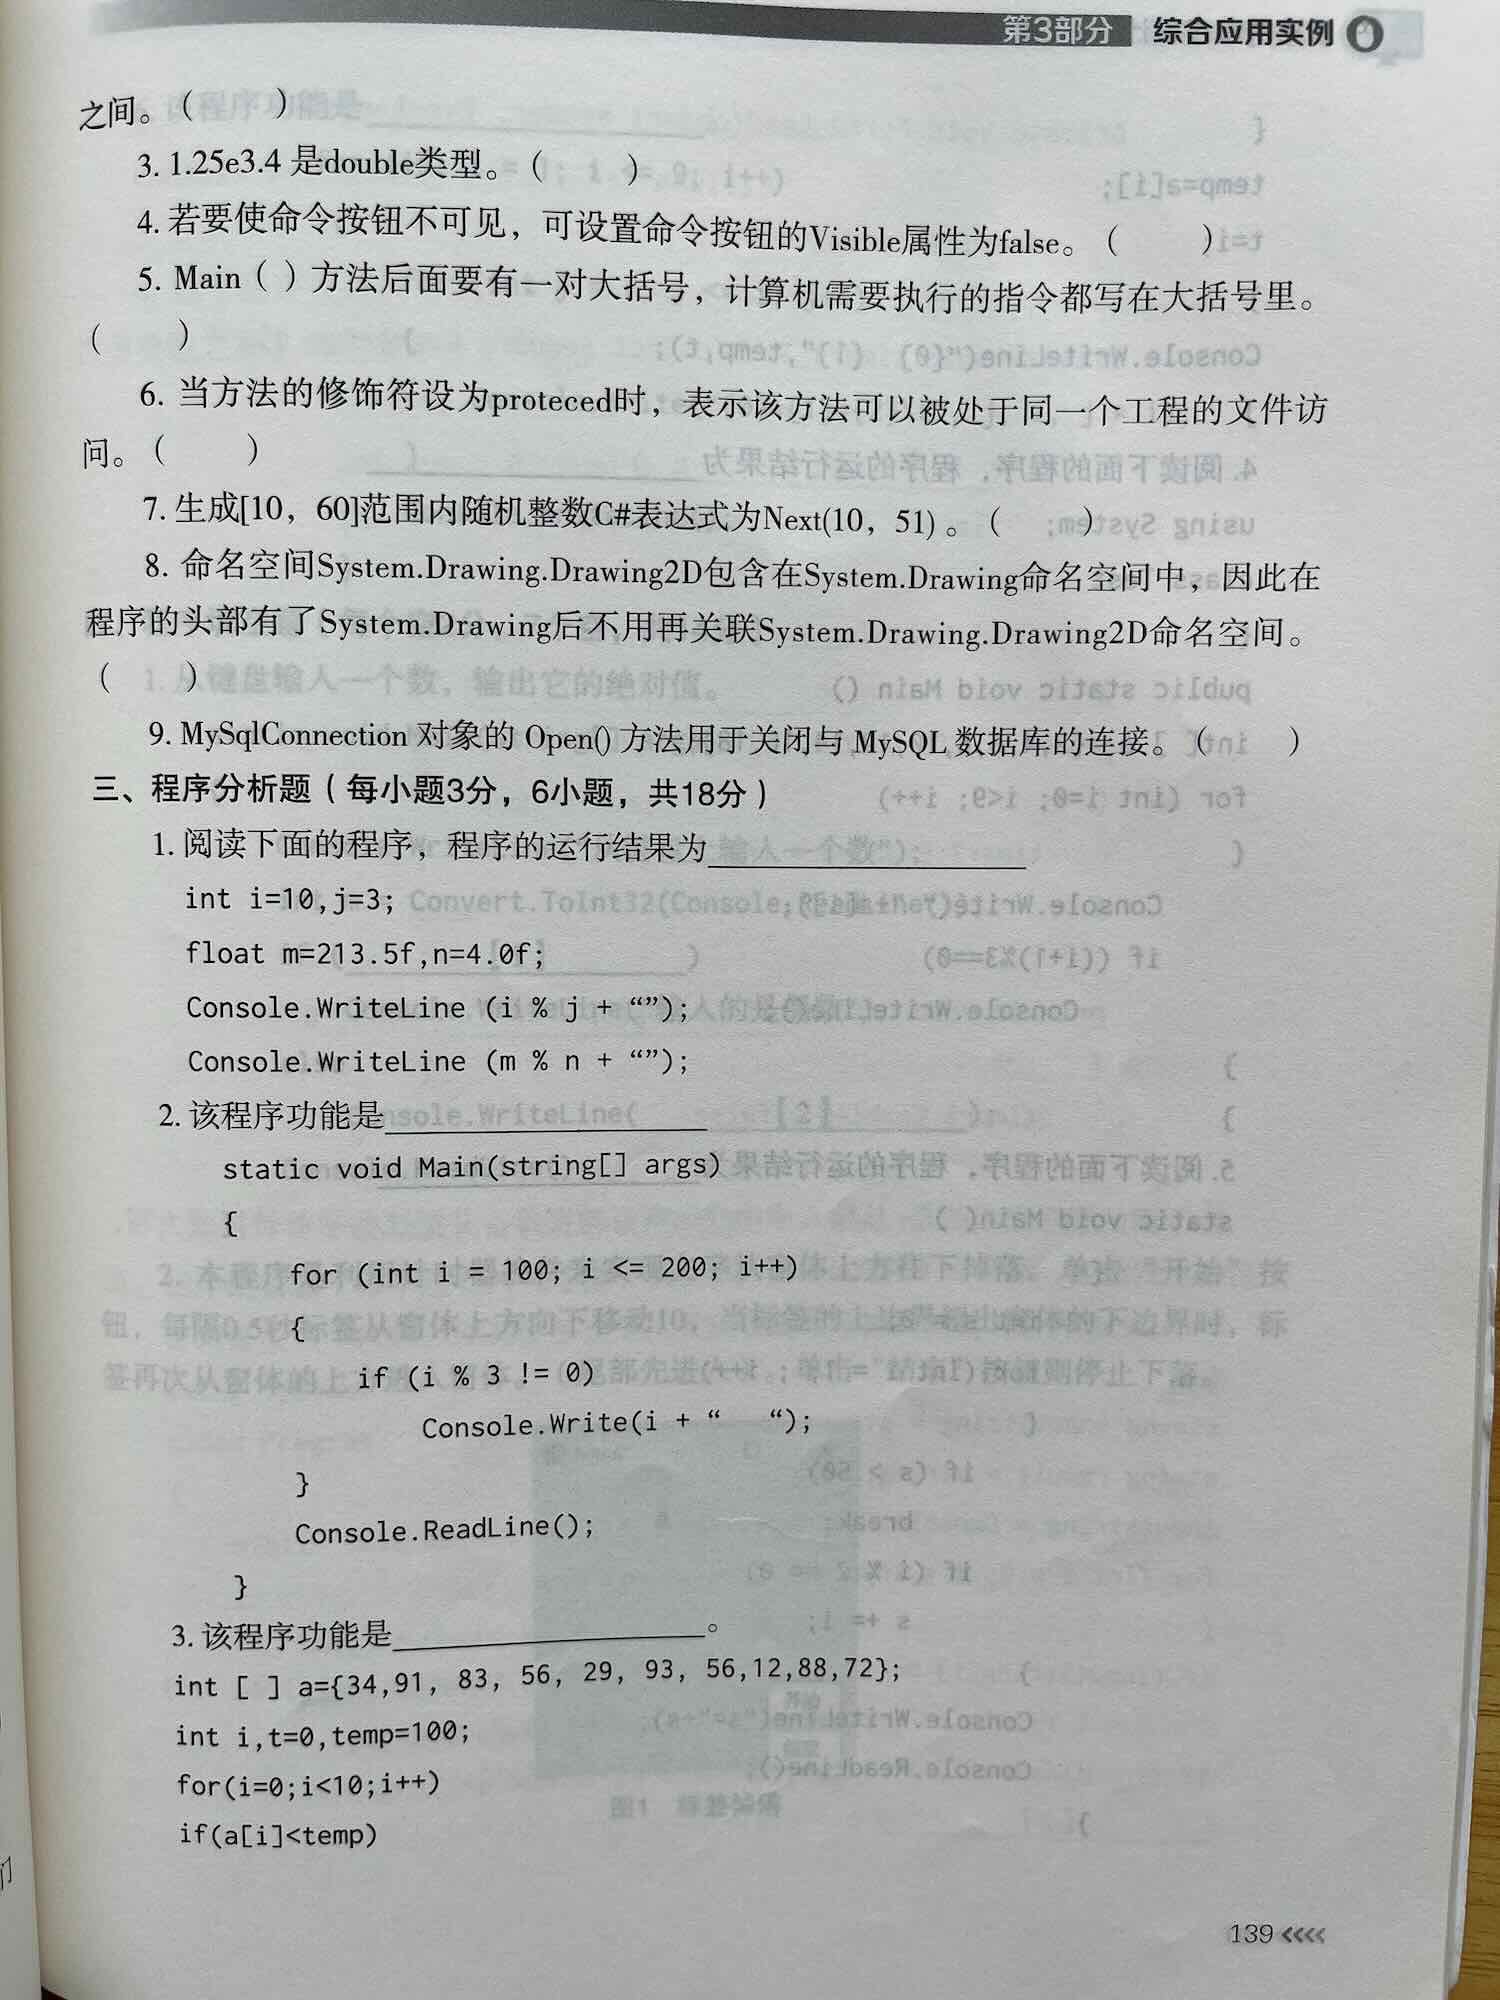 第3部分 综合应用实例
之间。（ ）
3. 1.25e3.4 是double类型。（ ）
4. 若要使命令按钮不可见，可设置命令按钮的Visible属性为false。（ ）
5. Main（ ）方法后面要有一对大括号，计算机需要执行的指令都写在大括号里。
（ ）
6. 当方法的修饰符设为proteced时，表示该方法可以被处于同一个工程的文件访
问。（ ）
7. 生成[10，60]范围内随机整数C#表达式为Next(10，51) 。（ ）
8. 命名空间System.Drawing.Drawing2D包含在System.Drawing命名空间中，因此在
程序的头部有了System.Drawing后不用再关联System.Drawing.Drawing2D命名空间。
（ ）
9. MySqlConnection 对象的 Open() 方法用于关闭与 MySQL 数据库的连接。（ ）
三、程序分析题（每小题3分，6小题，共18分）
1. 阅读下面的程序，程序的运行结果为____________
int i=10,j=3;
float m=213.5f,n=4.0f;
Console.WriteLine (i % j + “”);
Console.WriteLine (m % n + “”);
2. 该程序功能是____________
static void Main(string[] args)
{
for (int i = 100; i <= 200; i++)
{
if (i % 3 != 0)
Console.Write(i + “ “);
}
Console.ReadLine();
}
3. 该程序功能是____________。
int [ ] a={34,91, 83, 56, 29, 93, 56,12,88,72};
int i,t=0,temp=100;
for(i=0;i<10;i++)
if(a[i]<temp)
139 <<<<